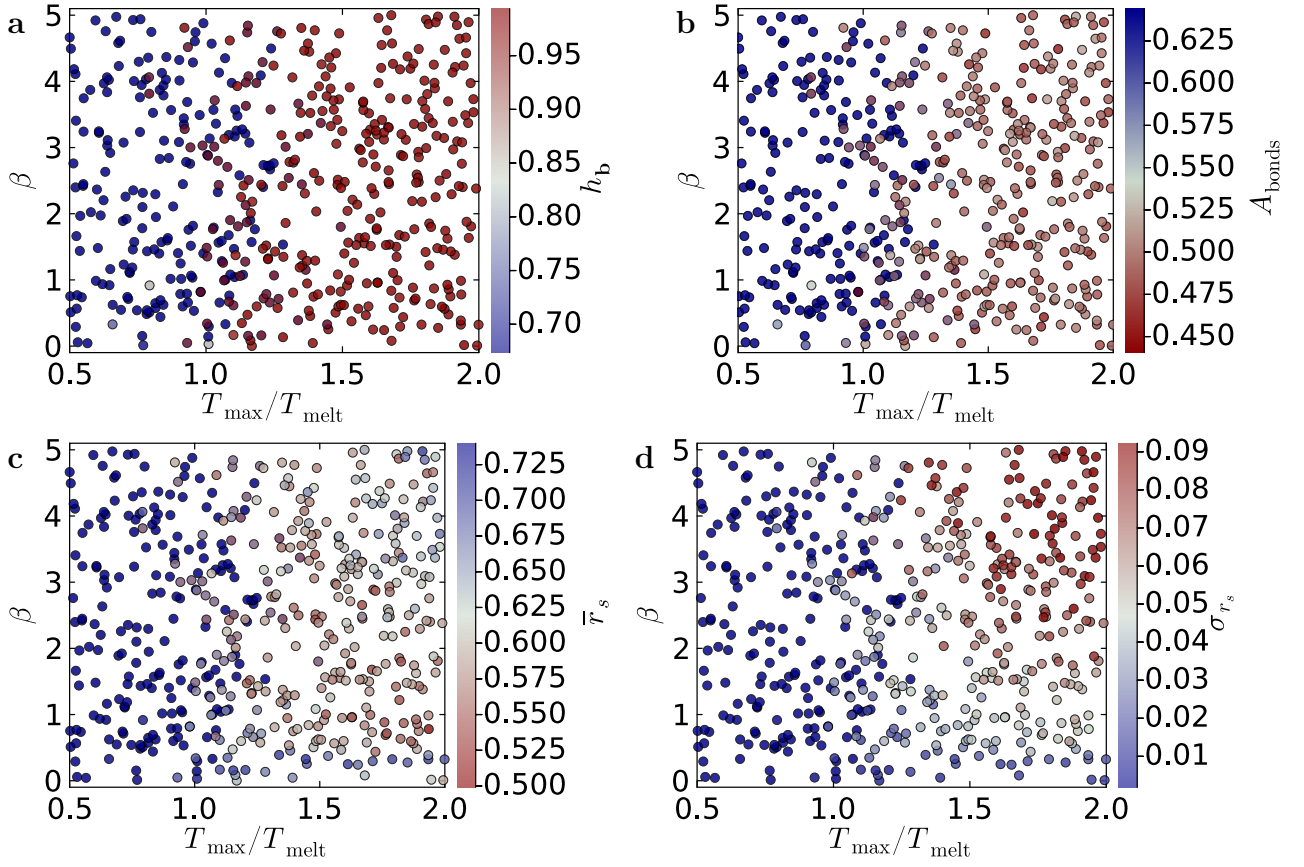 a
5
4
3
2
1
0
β
0.5 1.0 1.5 2.0
T_max/T_melt
0.95
0.90
0.85
0.80
0.75
0.70
h_b
b
5
4
3
2
1
0
β
0.5 1.0 1.5 2.0
T_max/T_melt
0.625
0.600
0.575
0.550
0.525
0.500
0.475
0.450
A_bonds
c
5
4
3
2
1
0
β
0.5 1.0 1.5 2.0
T_max/T_melt
0.725
0.700
0.675
0.650
0.625
0.600
0.575
0.550
0.525
0.500
r̅_s
d
5
4
3
2
1
0
β
0.5 1.0 1.5 2.0
T_max/T_melt
0.09
0.08
0.07
0.06
0.05
0.04
0.03
0.02
0.01
σ_r_s